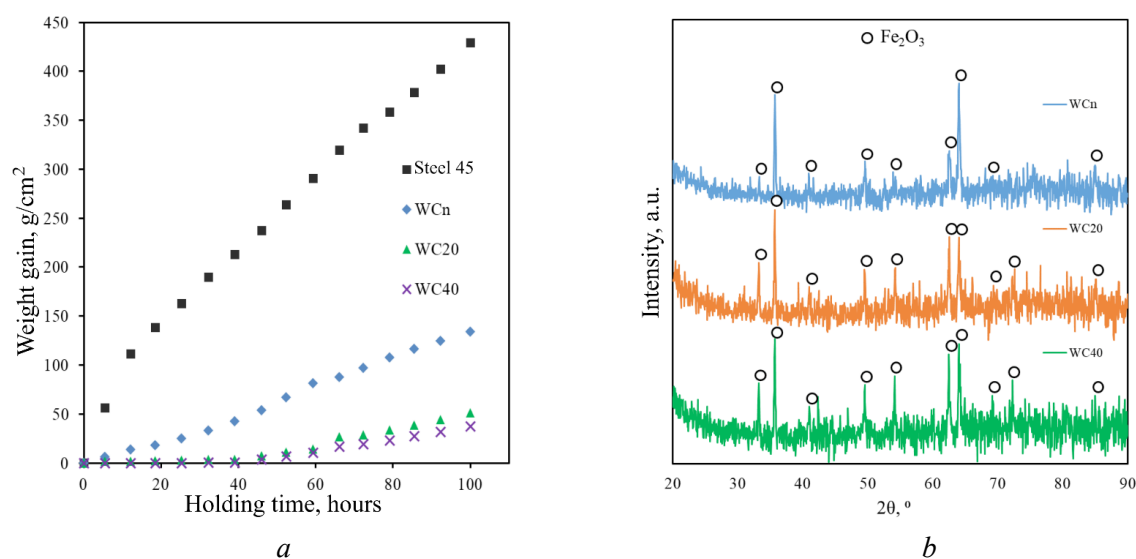 Weight gain, g/cm²
450
400
350
300
250
200
150
100
50
0
0
20
40
60
80
100
Holding time, hours
Steel 45
WCn
WC20
WC40
a
Intensity, a.u.
Fe₂O₃
WCn
WC20
WC40
20
30
40
50
60
70
80
90
2θ, º
b